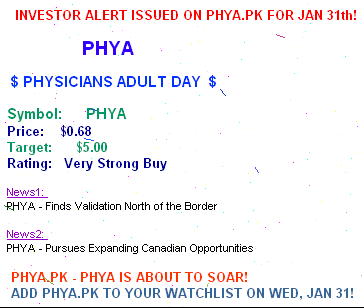 INVESTOR ALERT ISSUED ON PHYA.PK FOR JAN 31th!
PHYA
$ PHYSICIANS ADULT DAY $
Symbol: PHYA
Price: $0.68
Target: $5.00
Rating: Very Strong Buy
News1:
PHYA - Finds Validation North of the Border
News2:
PHYA - Pursues Expanding Canadian Opportunities
PHYA.PK - PHYA IS ABOUT TO SOAR!
ADD PHYA.PK TO YOUR WATCHLIST ON WED, JAN 31!